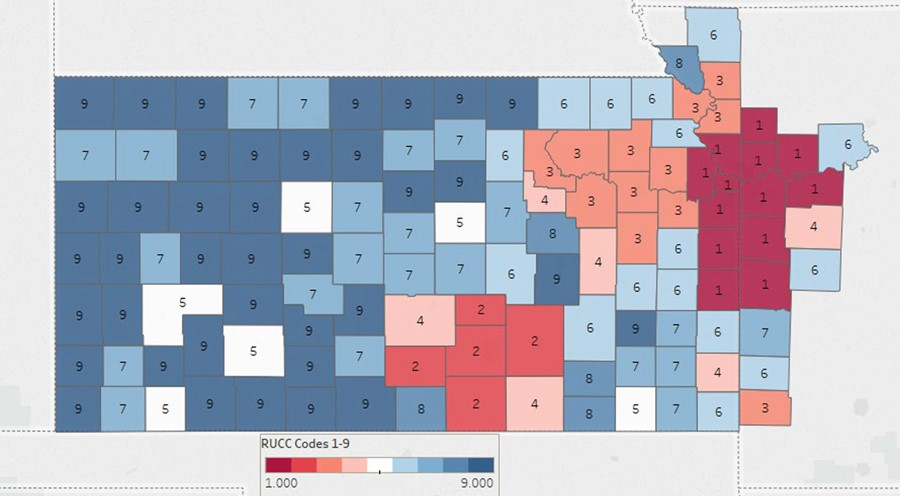 6
8
3
9 9 9 7 7 9 9 9 9 6 6 6 3 3
1
7 7 9 9 9 9 7 7 6 3 3 6 1 1 1 6
3 3 1 1 1
9 9 9 9 5 7 9 9 7 4 3 3 3 1 1
7 5 8 4 3 6 1 1 4
9 9 7 9 9 9 7 7 7 6 9 6 6 1 1 6
9 9 5 9 7 9 4 2 2 6 9 7 6 7
9 7 9 9 5 9 9 7 2 2 8 7 7 4 6
9 7 5 9 9 9 9 8 2 4 8 5 7 6 3
RUCC Codes 1-9
1.000 9.000